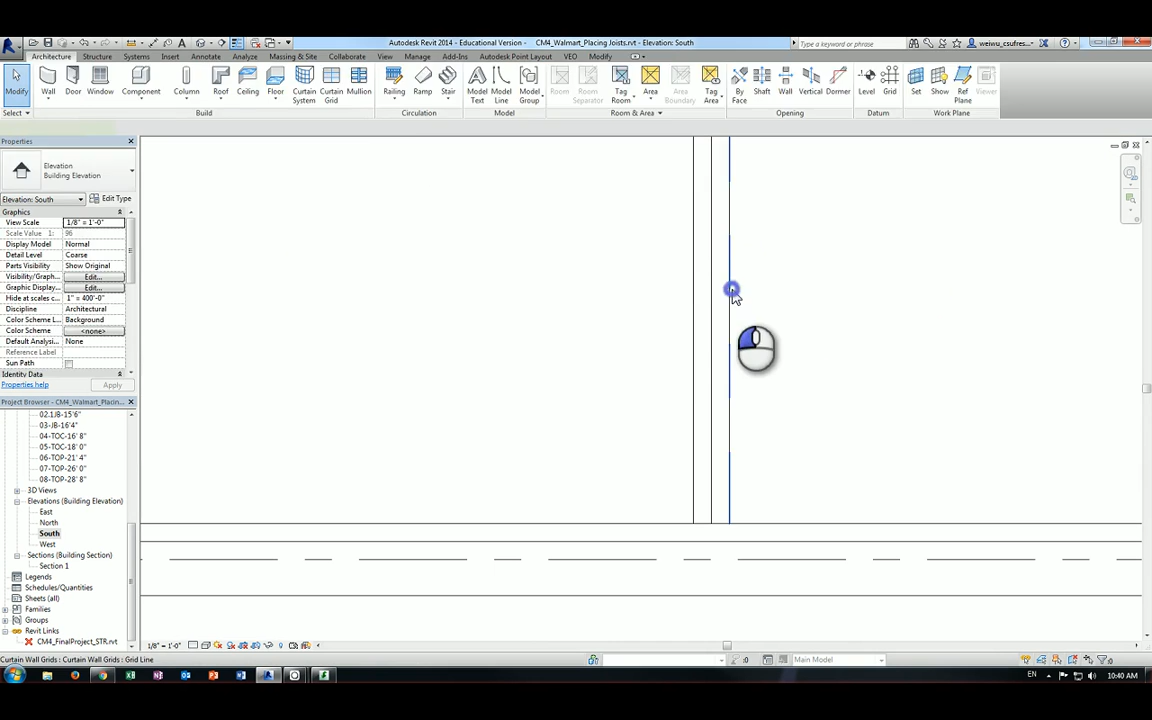 Autodesk Revit 2014 - Educational Version - CM4_Walmart_Placing Joists.rvt - Elevation: South
Type a keyword or phrase
weiwu_csufres...
Architecture Structure Systems Insert Annotate Analyze Massing & Site Collaborate View Manage Add-Ins Autodesk Point Layout VEO Modify
Modify Wall Door Window Component Column Roof Ceiling Floor Curtain System Curtain Grid Mullion Railing Ramp Stair Model Text Model Line Model Group Room Room Separator Tag Room Area Area Boundary Tag Area By Face Shaft Wall Vertical Dormer Level Grid Set Show Ref Plane Viewer
Select Build Circulation Model Room & Area Opening Datum Work Plane
Properties
Elevation
Building Elevation
Elevation: South Edit Type
Graphics
View Scale 1/8" = 1'-0"
Scale Value 1: 96
Display Model Normal
Detail Level Coarse
Parts Visibility Show Original
Visibility/Graph... Edit...
Graphic Display... Edit...
Hide at scales c... 1" = 400'-0"
Discipline Architectural
Color Scheme L... Background
Color Scheme <none>
Default Analysi... None
Reference Label
Sun Path
Identity Data
Properties help Apply
Project Browser - CM4_Walmart_Placin...
02.1JB-15'6"
03-JB-16'4"
04-TOC-16' 8"
05-TOC-18' 0"
06-TOP-21' 4"
07-TOP-26' 0"
08-TOP-28' 8"
3D Views
Elevations (Building Elevation)
East
North
South
West
Sections (Building Section)
Section 1
Legends
Schedules/Quantities
Sheets (all)
Families
Groups
Revit Links
CM4_FinalProject_STR.rvt
1/8" = 1'-0"
Curtain Wall Grids : Curtain Wall Grids : Grid Line
:0
Main Model
:0
EN
10:40 AM